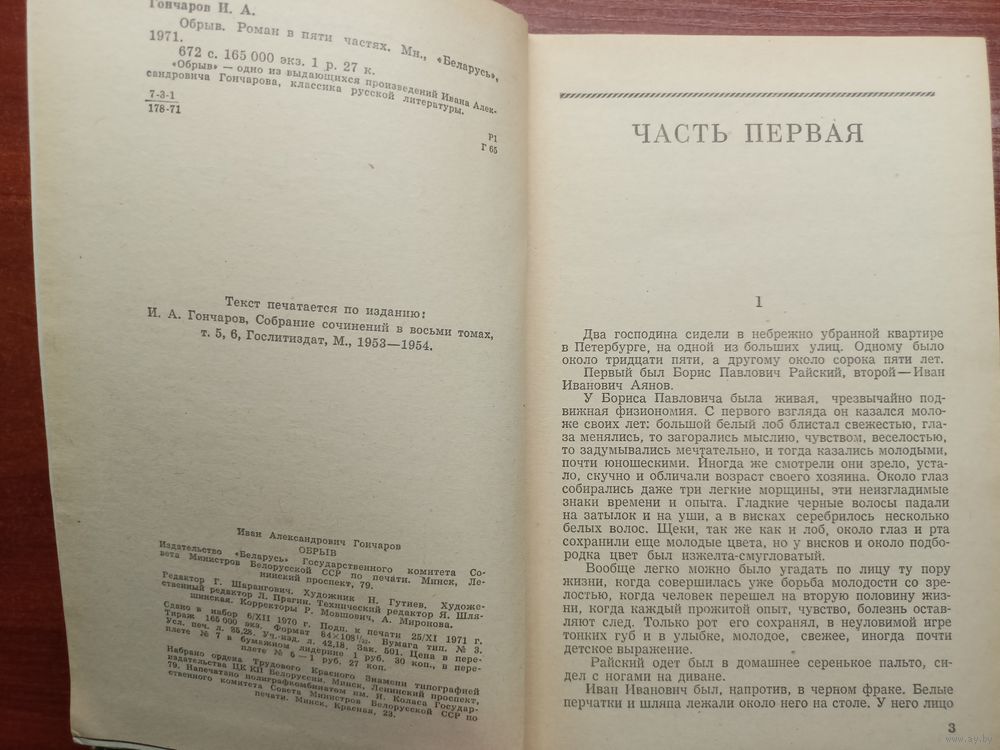 Гончаров И. А.
Обрыв. Роман в пяти частях. Мн., «Беларусь»,
1971.
672 с. 165 000 экз. 1 р. 27 к.
«Обрыв» — одно из выдающихся произведений Ивана Алек-
сандровича Гончарова, классика русской литературы.
7-3-1
178-71
Р1
Г 65
Текст печатается по изданию:
И. А. Гончаров, Собрание сочинений в восьми томах,
т. 5, 6, Гослитиздат, М., 1953—1954.
Иван Александрович Гончаров
ОБРЫВ
Издательство «Беларусь» Государственного комитета Со-
вета Министров Белорусской ССР по печати. Минск, Ле-
нинский проспект, 79.
Редактор Г. Шарангович. Художник Н. Гутиев. Художе-
ственный редактор Л. Прагин. Технический редактор Я. Шля-
шинская. Корректоры Р. Мовшович, А. Миронова.
Сдано в набор 6/XII 1970 г. Подп. к печати 25/XI 1971 г.
Тираж 165 000 экз. Формат 84×108¹/₃₂. Бумага тип. № 3.
Усл. печ. л. 35,28. Уч.-изд. л. 42,18. Зак. 501. Цена в пере-
плете № 7 в бумажном лидерине 1 руб. 30 коп., в пере-
плете № 6 — 1 руб. 27 коп.
Набрано ордена Трудового Красного Знамени типографией
издательства ЦК КП Белоруссии, Минск, Ленинский проспект,
79. Напечатано полиграфкомбинатом им. Я. Коласа Государ-
ственного комитета Совета Министров Белорусской ССР по
печати. Минск, Красная, 23.
ЧАСТЬ ПЕРВАЯ
1
Два господина сидели в небрежно убранной квартире
в Петербурге, на одной из больших улиц. Одному было
около тридцати пяти, а другому около сорока пяти лет.
Первый был Борис Павлович Райский, второй — Иван
Иванович Аянов.
У Бориса Павловича была живая, чрезвычайно под-
вижная физиономия. С первого взгляда он казался моло-
же своих лет: большой белый лоб блистал свежестью, гла-
за менялись, то загорались мыслию, чувством, веселостью,
то задумывались мечтательно, и тогда казались молодыми,
почти юношескими. Иногда же смотрели они зрело, уста-
ло, скучно и обличали возраст своего хозяина. Около глаз
собирались даже три легкие морщины, эти неизгладимые
знаки времени и опыта. Гладкие черные волосы падали
на затылок и на уши, а в висках серебрилось несколько
белых волос. Щеки, так же как и лоб, около глаз и рта
сохранили еще молодые цвета, но у висков и около подбо-
родка цвет был изжелта-смугловатый.
Вообще легко можно было угадать по лицу ту пору
жизни, когда совершилась уже борьба молодости со зре-
лостью, когда человек перешел на вторую половину жиз-
ни, когда каждый прожитой опыт, чувство, болезнь остав-
ляют след. Только рот его сохранял, в неуловимой игре
тонких губ и в улыбке, молодое, свежее, иногда почти
детское выражение.
Райский одет был в домашнее серенькое пальто, си-
дел с ногами на диване.
Иван Иванович был, напротив, в черном фраке. Белые
перчатки и шляпа лежали около него на столе. У него лицо
3
www.ay.by